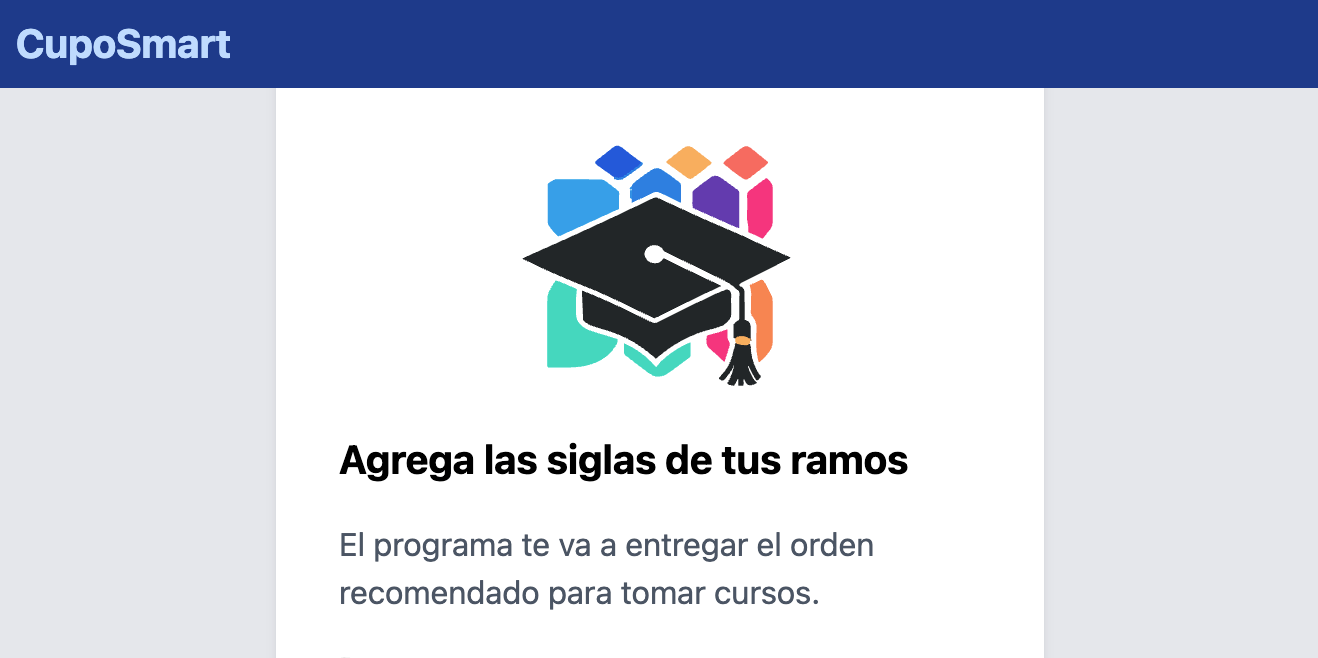 CupoSmart
Agrega las siglas de tus ramos
El programa te va a entregar el orden
recomendado para tomar cursos.